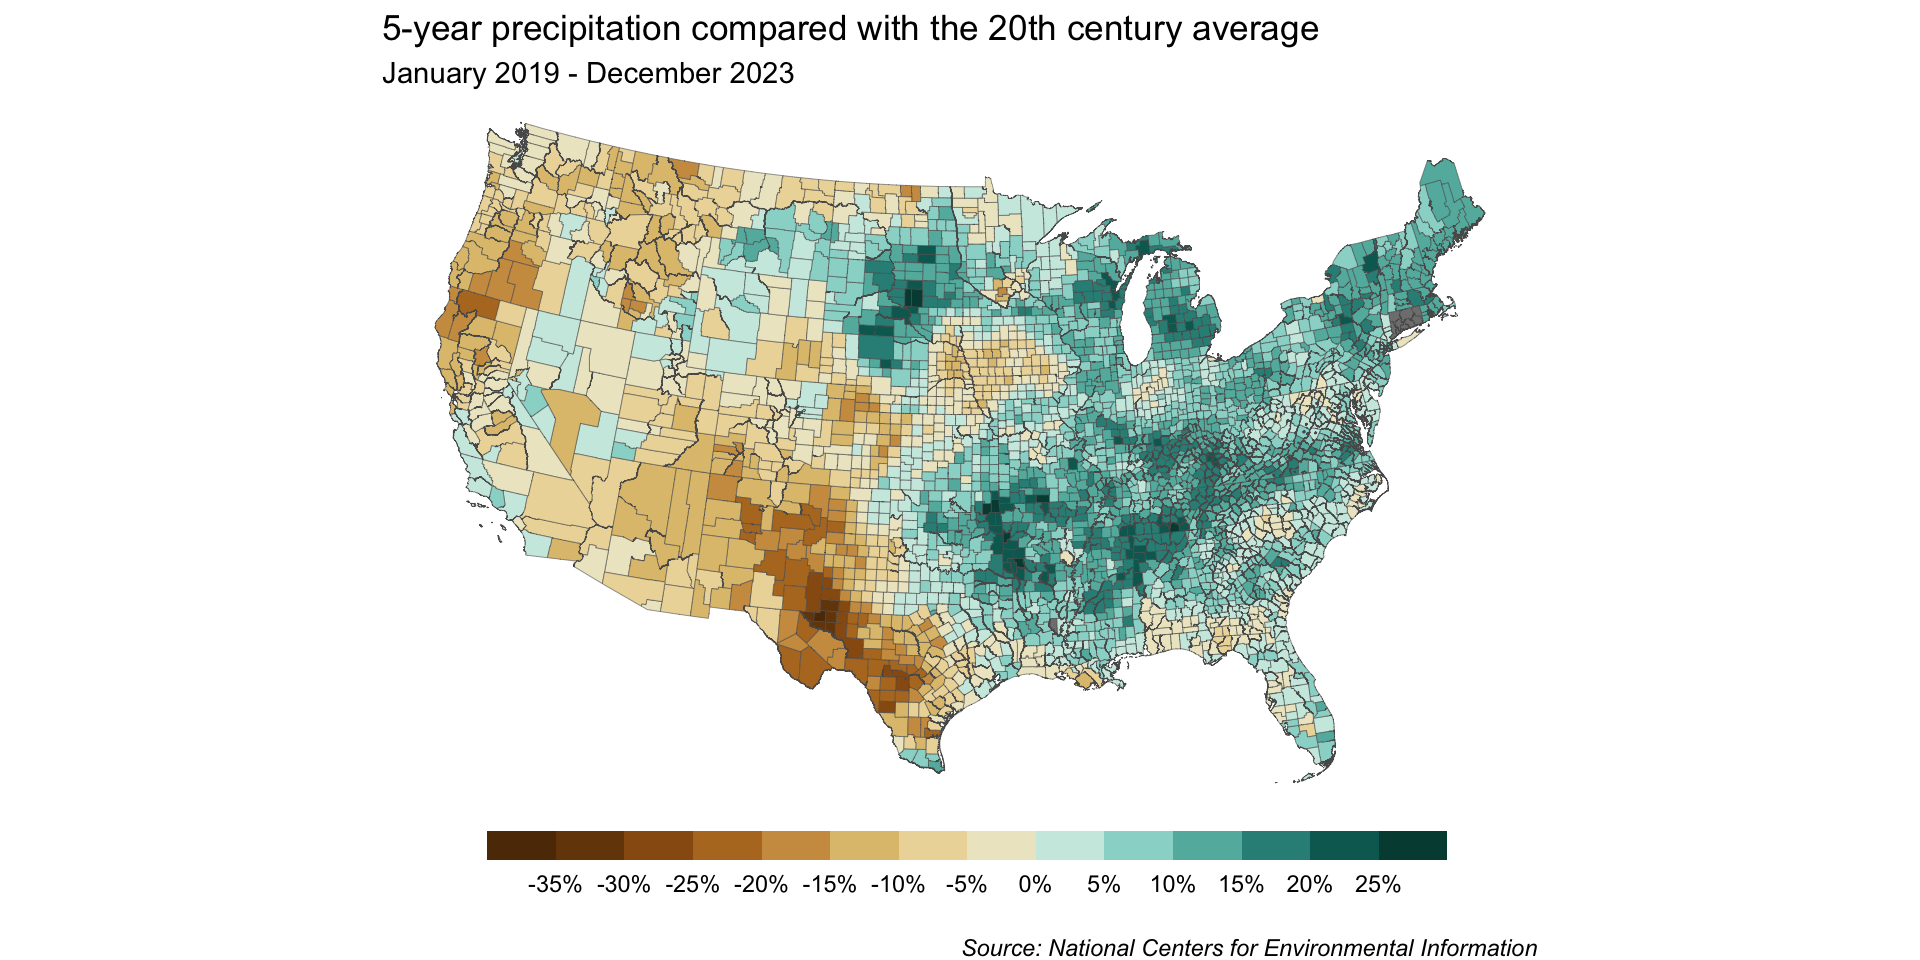 5-year precipitation compared with the 20th century average
January 2019 - December 2023
-35% -30% -25% -20% -15% -10% -5% 0% 5% 10% 15% 20% 25%
Source: National Centers for Environmental Information